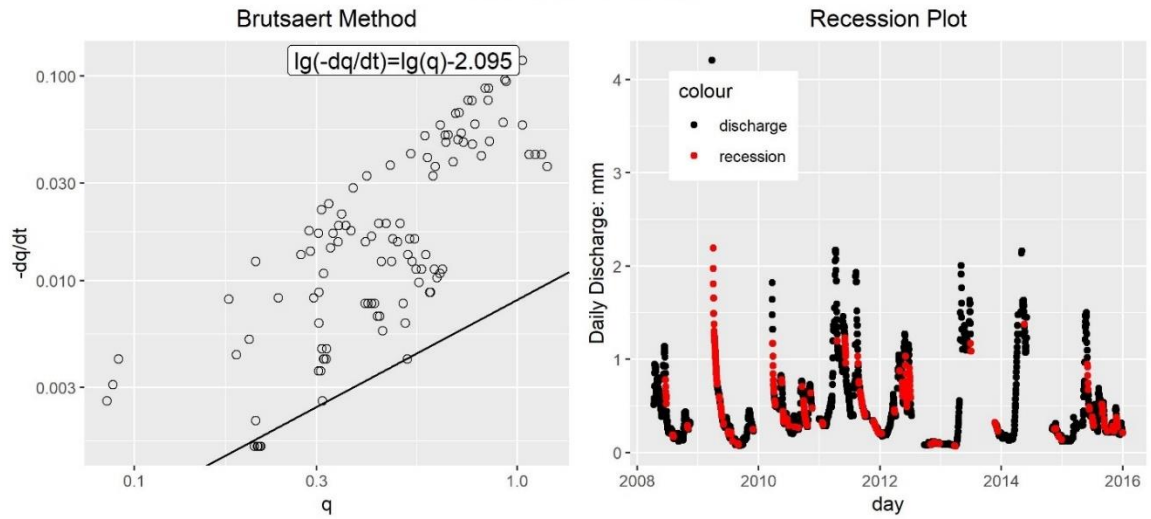 Brutsaert Method
lg(-dq/dt)=lg(q)-2.095
0.100
0.030
0.010
0.003
-dq/dt
0.1
0.3
1.0
q
Recession Plot
colour
discharge
recession
4
3
2
1
0
Daily Discharge: mm
2008
2010
2012
2014
2016
day